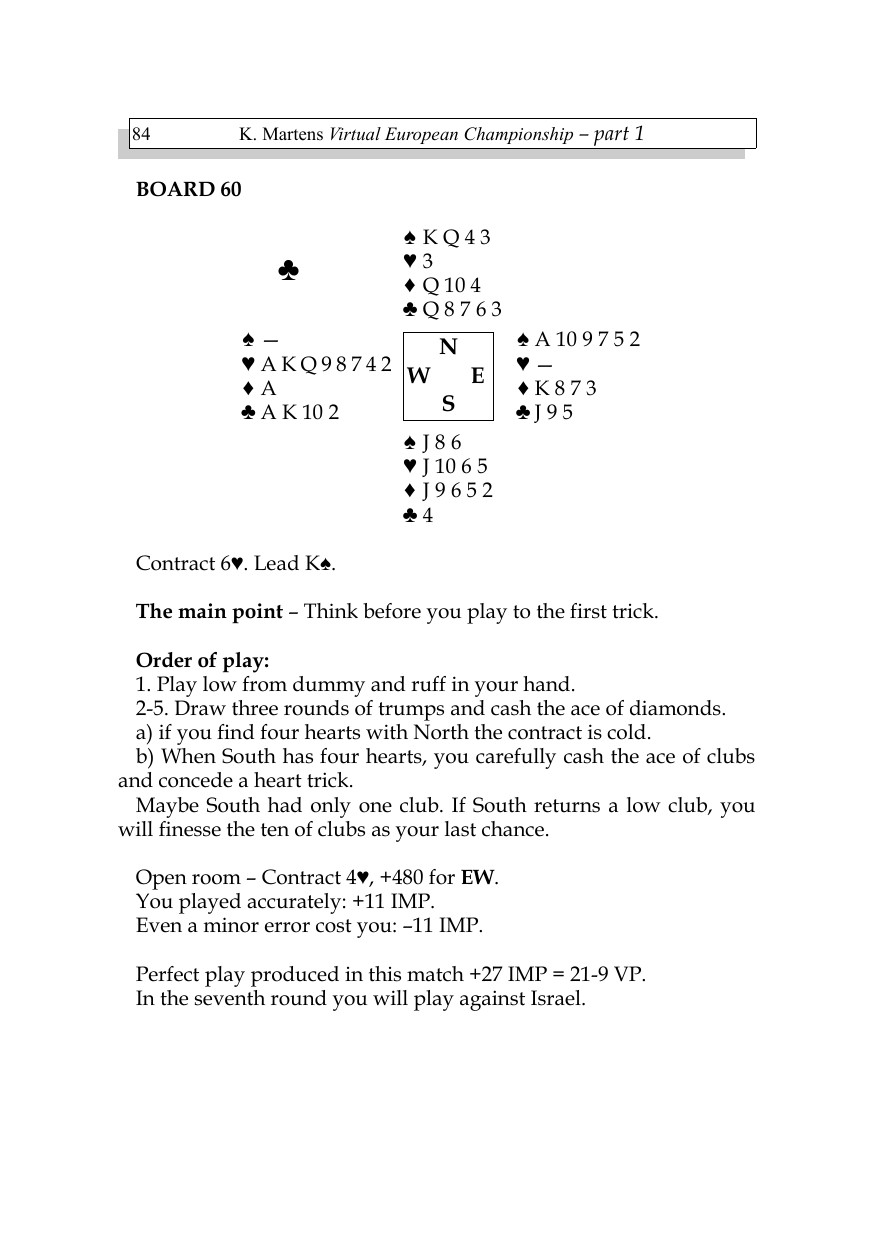 84 K. Martens Virtual European Championship – part 1
BOARD 60
♠ K Q 4 3
♣
♥ 3
♦ Q 10 4
♣ Q 8 7 6 3
♠ —
♥ A K Q 9 8 7 4 2
♦ A
♣ A K 10 2
N
W E
S
♠ A 10 9 7 5 2
♥ —
♦ K 8 7 3
♣ J 9 5
♠ J 8 6
♥ J 10 6 5
♦ J 9 6 5 2
♣ 4
Contract 6♥. Lead K♠.
The main point – Think before you play to the first trick.
Order of play:
1. Play low from dummy and ruff in your hand.
2-5. Draw three rounds of trumps and cash the ace of diamonds.
a) if you find four hearts with North the contract is cold.
b) When South has four hearts, you carefully cash the ace of clubs
and concede a heart trick.
Maybe South had only one club. If South returns a low club, you
will finesse the ten of clubs as your last chance.
Open room – Contract 4♥, +480 for EW.
You played accurately: +11 IMP.
Even a minor error cost you: –11 IMP.
Perfect play produced in this match +27 IMP = 21-9 VP.
In the seventh round you will play against Israel.